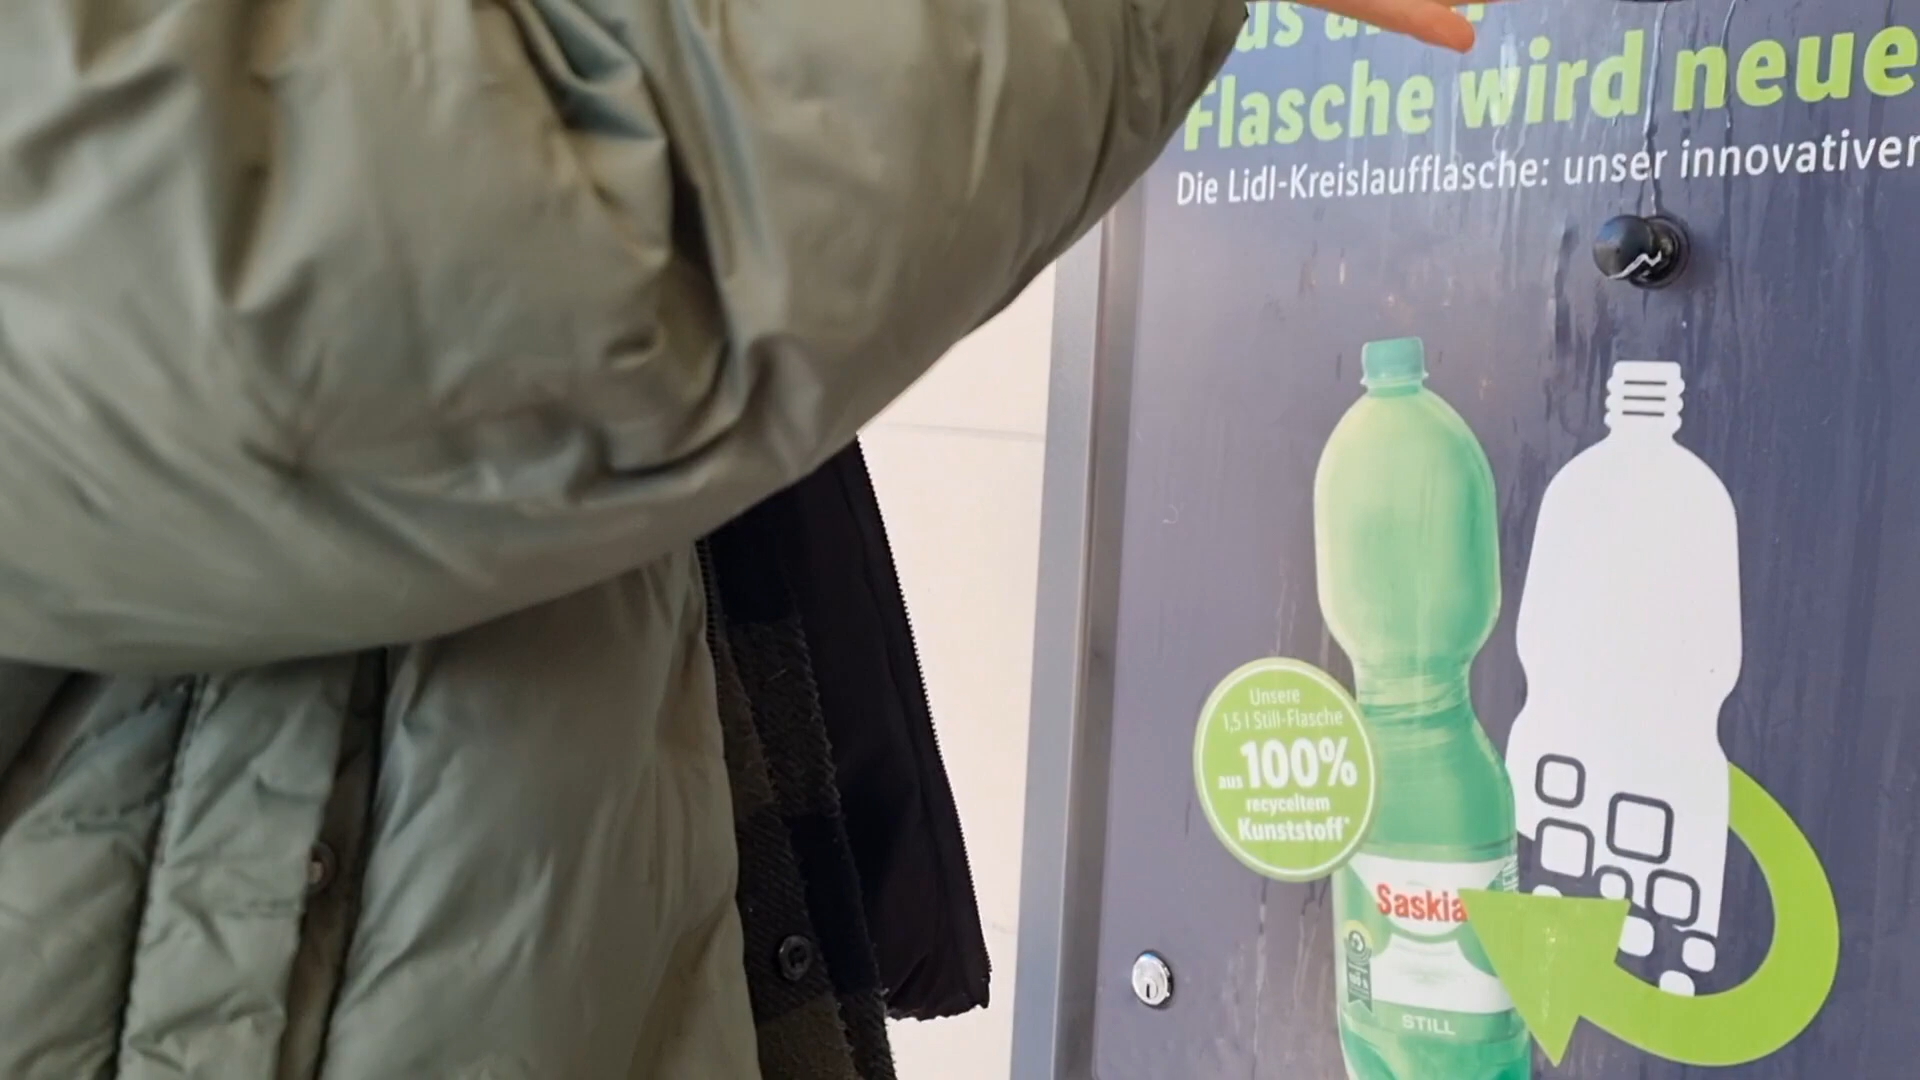 Flasche wird neue
Die Lidl-Kreislaufflasche: unser innovativer
Unsere
1,5 l Still-Flasche
aus 100%
recyceltem
Kunststoff*
Saskia
STILL